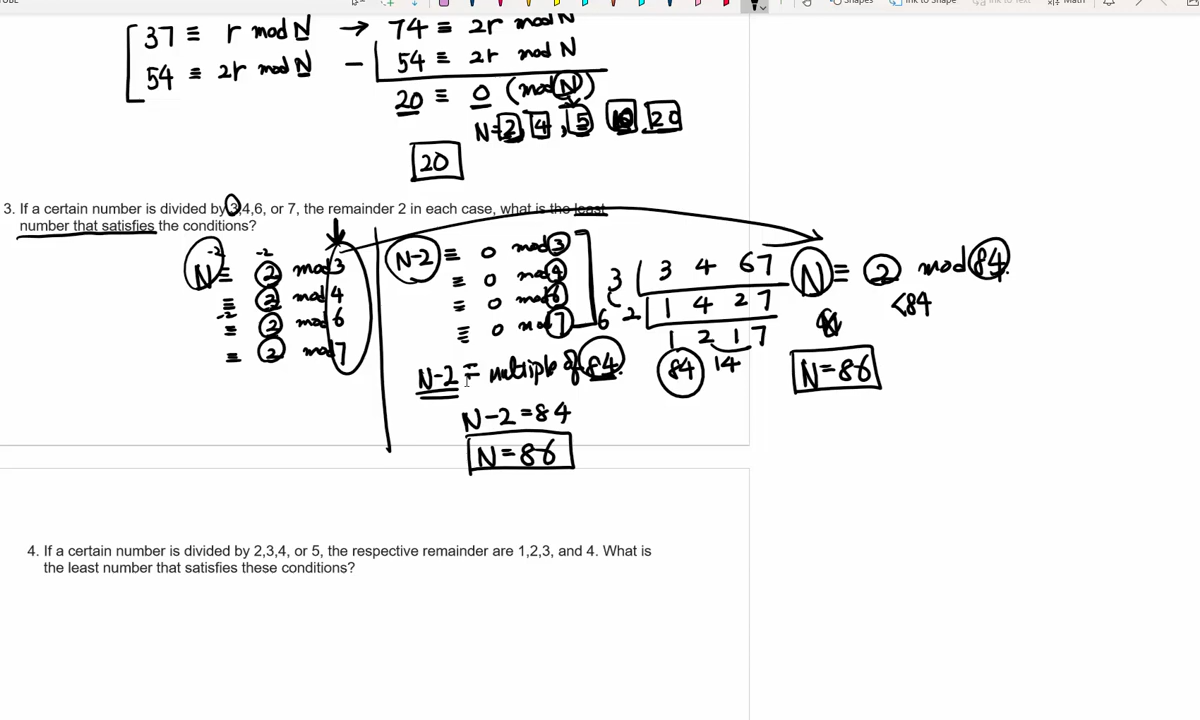 37 ≡ r mod N → 74 ≡ 2r mod N
54 ≡ 2r mod N - 54 ≡ 2r mod N
20 ≡ 0 (mod N)
N=2, 4, 5 10 20
20
3. If a certain number is divided by 3,4,6, or 7, the remainder 2 in each case, what is the least
number that satisfies the conditions?
N ≡ 2 mod 3
-2 -2
≡ 2 mod 4
≡ 2 mod 6
-2
≡ 2 mod 7
N-2 ≡ 0 mod 3
≡ 0 mod 4
≡ 0 mod 6
≡ 0 mod 7
N-2 = multiple of 84.
N-2 = 84
N = 86
3 3 4 6 7
6 2 1 4 2 7
1 2 1 7
84 14
N ≡ 2 mod 84.
<84
N=86
4. If a certain number is divided by 2,3,4, or 5, the respective remainder are 1,2,3, and 4. What is
the least number that satisfies these conditions?